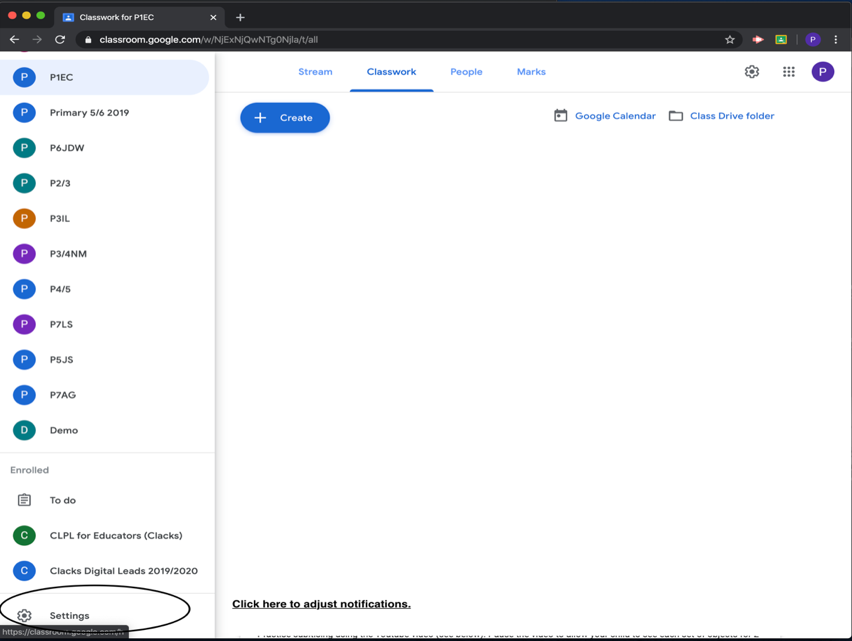 Classwork for P1EC
classroom.google.com/w/NjExNjQwNTg0Njla/t/all
P
P P1EC
P Primary 5/6 2019
P P6JDW
P P2/3
P P3IL
P P3/4NM
P P4/5
P P7LS
P P5JS
P P7AG
D Demo
Enrolled
To do
C CLPL for Educators (Clacks)
C Clacks Digital Leads 2019/2020
Settings
https://classroom.google.com/h
Stream Classwork People Marks
P
+ Create
Google Calendar Class Drive folder
Click here to adjust notifications.